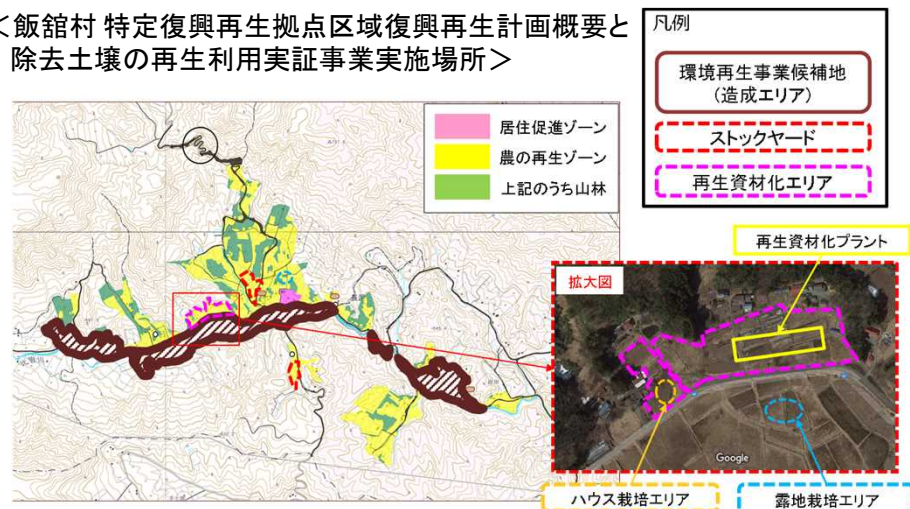 <飯舘村 特定復興再生拠点区域復興再生計画概要と
除去土壌の再生利用実証事業実施場所>
凡例
環境再生事業候補地
(造成エリア)
ストックヤード
再生資材化エリア
居住促進ゾーン
農の再生ゾーン
上記のうち山林
再生資材化プラント
拡大図
Google
ハウス栽培エリア
露地栽培エリア